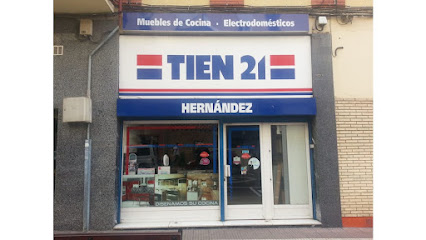 Muebles de Cocina · Electrodomésticos
TIEN 21
HERNÁNDEZ
DISEÑAMOS SU COCINA